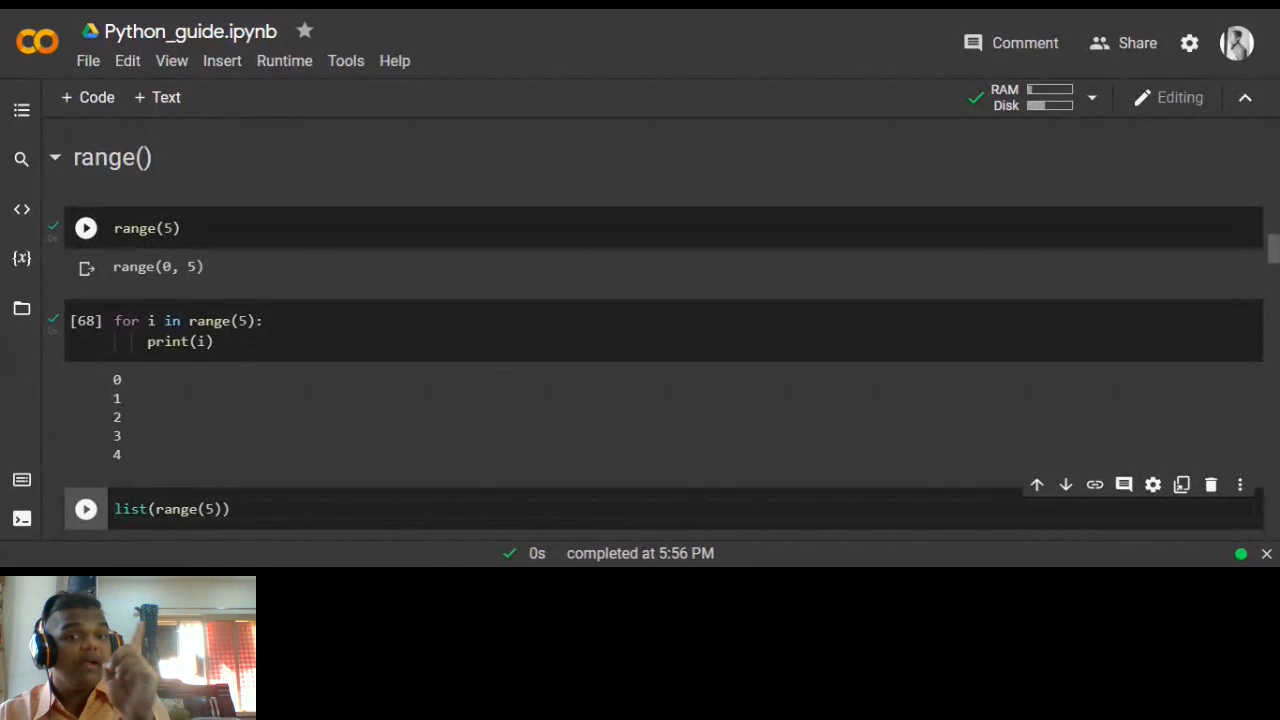 Python_guide.ipynb
File Edit View Insert Runtime Tools Help
Comment
Share
+ Code + Text
RAM
Disk
Editing
range()
range(5)
0s
range(0, 5)
[68] for i in range(5):
print(i)
0s
0
1
2
3
4
list(range(5))
0s completed at 5:56 PM